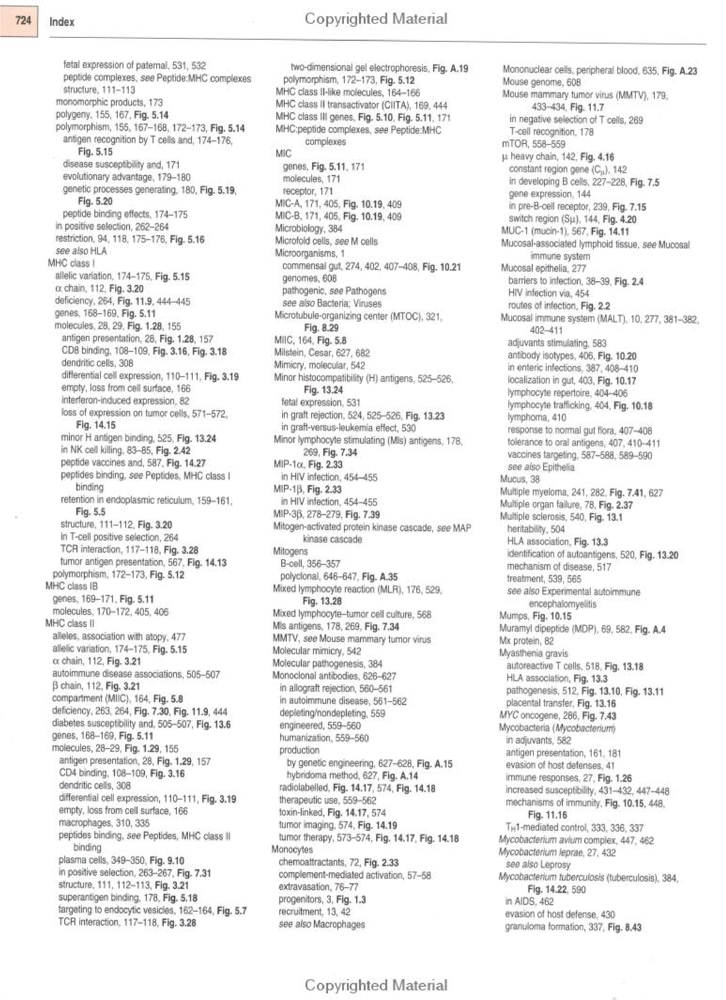 724
Index
Copyrighted Material
fetal expression of paternal, 531, 532
peptide complexes, see Peptide:MHC complexes
structure, 111–113
monomorphic products, 173
polygeny, 155, 167, Fig. 5.14
polymorphism, 155, 167–168, 172–173, Fig. 5.14
antigen recognition by T cells and, 174–176,
Fig. 5.15
disease susceptibility and, 171
evolutionary advantage, 179–180
genetic processes generating, 180, Fig. 5.19,
Fig. 5.20
peptide binding effects, 174–175
in positive selection, 262–264
restriction, 94, 118, 175–176, Fig. 5.16
see also HLA
MHC class I
allelic variation, 174–175, Fig. 5.15
α chain, 112, Fig. 3.20
deficiency, 264, Fig. 11.9, 444–445
genes, 168–169, Fig. 5.11
molecules, 28, 29, Fig. 1.28, 155
antigen presentation, 28, Fig. 1.28, 157
CD8 binding, 108–109, Fig. 3.16, Fig. 3.18
dendritic cells, 308
differential cell expression, 110–111, Fig. 3.19
empty, loss from cell surface, 166
interferon-induced expression, 82
loss of expression on tumor cells, 571–572,
Fig. 14.15
minor H antigen binding, 525, Fig. 13.24
in NK cell killing, 83–85, Fig. 2.42
peptide vaccines and, 587, Fig. 14.27
peptides binding, see Peptides, MHC class I
binding
retention in endoplasmic reticulum, 159–161,
Fig. 5.5
structure, 111–112, Fig. 3.20
in T-cell positive selection, 264
TCR interaction, 117–118, Fig. 3.28
tumor antigen presentation, 567, Fig. 14.13
polymorphism, 172–173, Fig. 5.12
MHC class IB
genes, 169–171, Fig. 5.11
molecules, 170–172, 405, 406
MHC class II
alleles, association with atopy, 477
allelic variation, 174–175, Fig. 5.15
α chain, 112, Fig. 3.21
autoimmune disease associations, 505–507
β chain, 112, Fig. 3.21
compartment (MIIC), 164, Fig. 5.8
deficiency, 263, 264, Fig. 7.30, Fig. 11.9, 444
diabetes susceptibility and, 505–507, Fig. 13.6
genes, 168–169, Fig. 5.11
molecules, 28–29, Fig. 1.29, 155
antigen presentation, 28, Fig. 1.29, 157
CD4 binding, 108–109, Fig. 3.16
dendritic cells, 308
differential cell expression, 110–111, Fig. 3.19
empty, loss from cell surface, 166
macrophages, 310, 335
peptides binding, see Peptides, MHC class II
binding
plasma cells, 349–350, Fig. 9.10
in positive selection, 263–267, Fig. 7.31
structure, 111, 112–113, Fig. 3.21
superantigen binding, 178, Fig. 5.18
targeting to endocytic vesicles, 162–164, Fig. 5.7
TCR interaction, 117–118, Fig. 3.28
two-dimensional gel electrophoresis, Fig. A.19
polymorphism, 172–173, Fig. 5.12
MHC class II-like molecules, 164–166
MHC class II transactivator (CIITA), 169, 444
MHC class III genes, Fig. 5.10, Fig. 5.11, 171
MHC:peptide complexes, see Peptide:MHC
complexes
MIC
genes, Fig. 5.11, 171
molecules, 171
receptor, 171
MIC-A, 171, 405, Fig. 10.19, 409
MIC-B, 171, 405, Fig. 10.19, 409
Microbiology, 384
Microfold cells, see M cells
Microorganisms, 1
commensal gut, 274, 402, 407–408, Fig. 10.21
genomes, 608
pathogenic, see Pathogens
see also Bacteria; Viruses
Microtubule-organizing center (MTOC), 321,
Fig. 8.29
MIIC, 164, Fig. 5.8
Milstein, Cesar, 627, 682
Mimicry, molecular, 542
Minor histocompatibility (H) antigens, 525–526,
Fig. 13.24
fetal expression, 531
in graft rejection, 524, 525–526, Fig. 13.23
in graft-versus-leukemia effect, 530
Minor lymphocyte stimulating (Mls) antigens, 178,
269, Fig. 7.34
MIP-1α, Fig. 2.33
in HIV infection, 454–455
MIP-1β, Fig. 2.33
in HIV infection, 454–455
MIP-3β, 278–279, Fig. 7.39
Mitogen-activated protein kinase cascade, see MAP
kinase cascade
Mitogens
B-cell, 356–357
polyclonal, 646–647, Fig. A.35
Mixed lymphocyte reaction (MLR), 176, 529,
Fig. 13.28
Mixed lymphocyte–tumor cell culture, 568
Mls antigens, 178, 269, Fig. 7.34
MMTV, see Mouse mammary tumor virus
Molecular mimicry, 542
Molecular pathogenesis, 384
Monoclonal antibodies, 626–627
in allograft rejection, 560–561
in autoimmune disease, 561–562
depleting/nondepleting, 559
engineered, 559–560
humanization, 559–560
production
by genetic engineering, 627–628, Fig. A.15
hybridoma method, 627, Fig. A.14
radiolabelled, Fig. 14.17, 574, Fig. 14.18
therapeutic use, 559–562
toxin-linked, Fig. 14.17, 574
tumor imaging, 574, Fig. 14.19
tumor therapy, 573–574, Fig. 14.17, Fig. 14.18
Monocytes
chemoattractants, 72, Fig. 2.33
complement-mediated activation, 57–58
extravasation, 76–77
progenitors, 3, Fig. 1.3
recruitment, 13, 42
see also Macrophages
Mononuclear cells, peripheral blood, 635, Fig. A.23
Mouse genome, 608
Mouse mammary tumor virus (MMTV), 179,
433–434, Fig. 11.7
in negative selection of T cells, 269
T-cell recognition, 178
mTOR, 558–559
μ heavy chain, 142, Fig. 4.16
constant region gene (Cμ), 142
in developing B cells, 227–228, Fig. 7.5
gene expression, 144
in pre-B-cell receptor, 239, Fig. 7.15
switch region (Sμ), 144, Fig. 4.20
MUC-1 (mucin-1), 567, Fig. 14.11
Mucosal-associated lymphoid tissue, see Mucosal
immune system
Mucosal epithelia, 277
barriers to infection, 38–39, Fig. 2.4
HIV infection via, 454
routes of infection, Fig. 2.2
Mucosal immune system (MALT), 10, 277, 381–382,
402–411
adjuvants stimulating, 583
antibody isotypes, 406, Fig. 10.20
in enteric infections, 387, 408–410
localization in gut, 403, Fig. 10.17
lymphocyte repertoire, 404–406
lymphocyte trafficking, 404, Fig. 10.18
lymphoma, 410
response to normal gut flora, 407–408
tolerance to oral antigens, 407, 410–411
vaccines targeting, 587–588, 589–590
see also Epithelia
Mucus, 38
Multiple myeloma, 241, 282, Fig. 7.41, 627
Multiple organ failure, 78, Fig. 2.37
Multiple sclerosis, 540, Fig. 13.1
heritability, 504
HLA association, Fig. 13.3
identification of autoantigens, 520, Fig. 13.20
mechanism of disease, 517
treatment, 539, 565
see also Experimental autoimmune
encephalomyelitis
Mumps, Fig. 10.15
Muramyl dipeptide (MDP), 69, 582, Fig. A.4
Mx protein, 82
Myasthenia gravis
autoreactive T cells, 518, Fig. 13.18
HLA association, Fig. 13.3
pathogenesis, 512, Fig. 13.10, Fig. 13.11
placental transfer, Fig. 13.16
MYC oncogene, 286, Fig. 7.43
Mycobacteria (Mycobacterium)
in adjuvants, 582
antigen presentation, 161, 181
evasion of host defenses, 41
immune responses, 27, Fig. 1.26
increased susceptibility, 431–432, 447–448
mechanisms of immunity, Fig. 10.15, 448,
Fig. 11.16
TH1-mediated control, 333, 336, 337
Mycobacterium avium complex, 447, 462
Mycobacterium leprae, 27, 432
see also Leprosy
Mycobacterium tuberculosis (tuberculosis), 384,
Fig. 14.22, 590
in AIDS, 462
evasion of host defense, 430
granuloma formation, 337, Fig. 8.43
Copyrighted Material